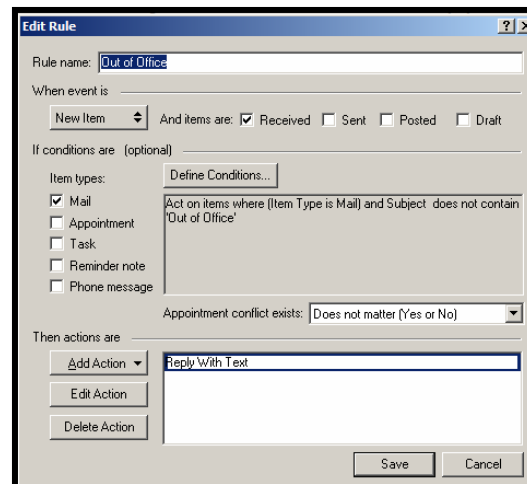 Edit Rule
Rule name: Out of Office
When event is
New Item And items are: Received Sent Posted Draft
If conditions are (optional)
Item types: Define Conditions...
Mail
Appointment
Task
Reminder note
Phone message
Act on items where (Item Type is Mail) and Subject does not contain
'Out of Office'
Appointment conflict exists: Does not matter (Yes or No)
Then actions are
Add Action Reply With Text
Edit Action
Delete Action
Save Cancel